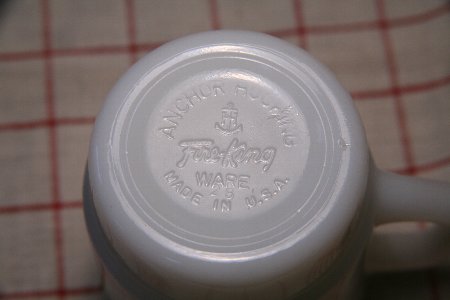 ANCHOR HOCKING
Fire-King
WARE
MADE IN U.S.A.